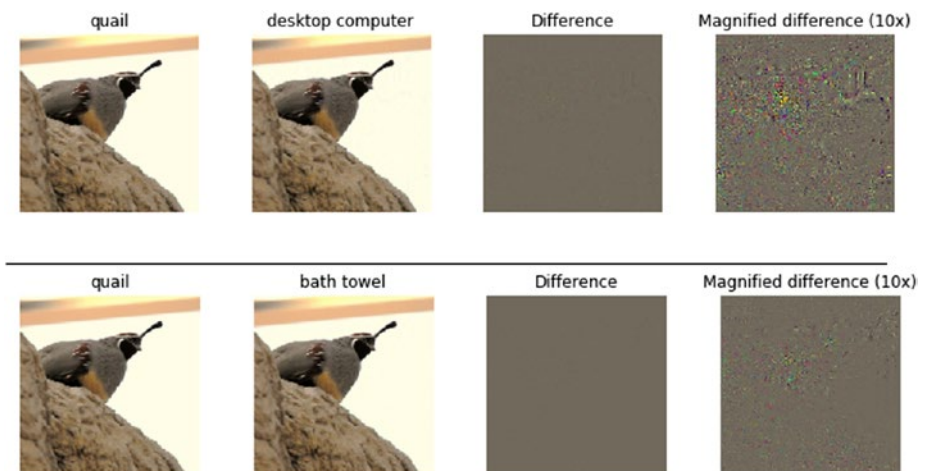 quail desktop computer Difference Magnified difference (10x)
quail bath towel Difference Magnified difference (10x)